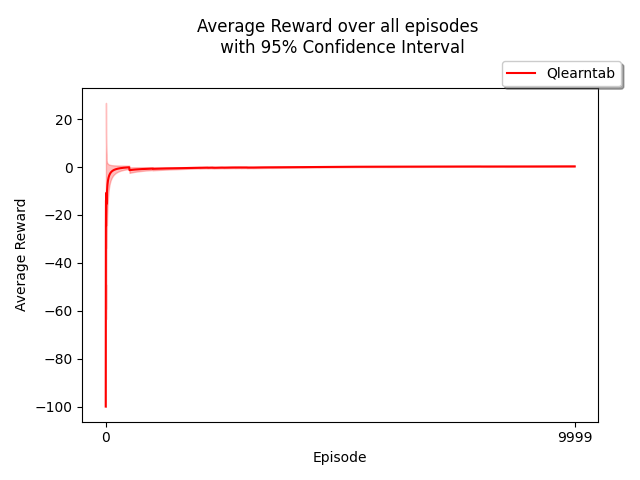 Average Reward over all episodes
with 95% Confidence Interval
Qlearntab
20
0
−20
−40
−60
−80
−100
Average Reward
0
9999
Episode